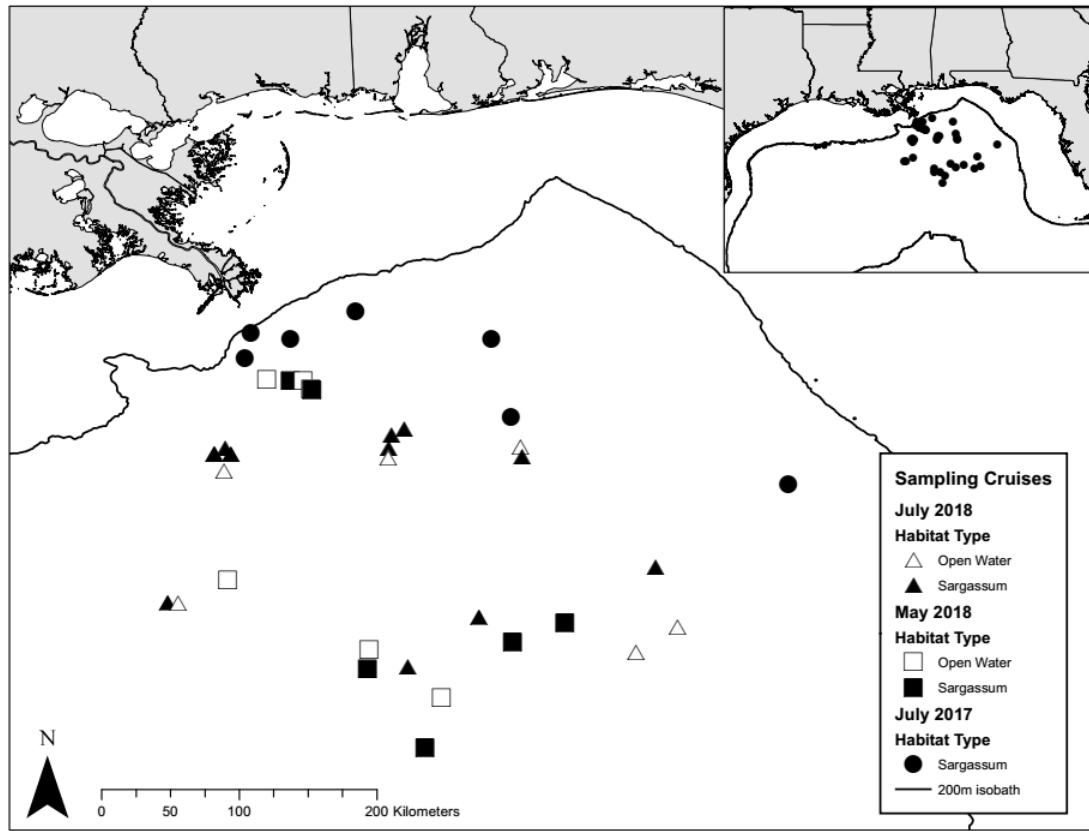 Sampling Cruises
July 2018
Habitat Type
Open Water
Sargassum
May 2018
Habitat Type
Open Water
Sargassum
July 2017
Habitat Type
Sargassum
200m isobath
N
0 50 100 200 Kilometers